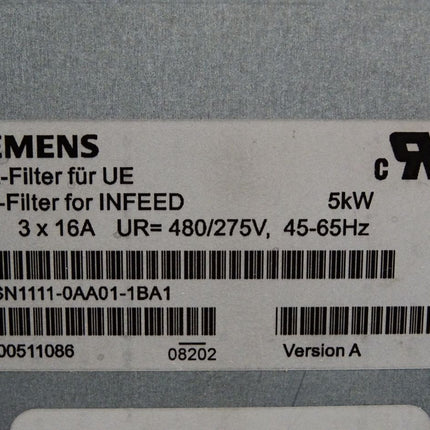 EMENS
-Filter für UE
-Filter for INFEED 5kW
3 x 16A UR= 480/275V, 45-65Hz
SN1111-0AA01-1BA1
00511086 08202 Version A